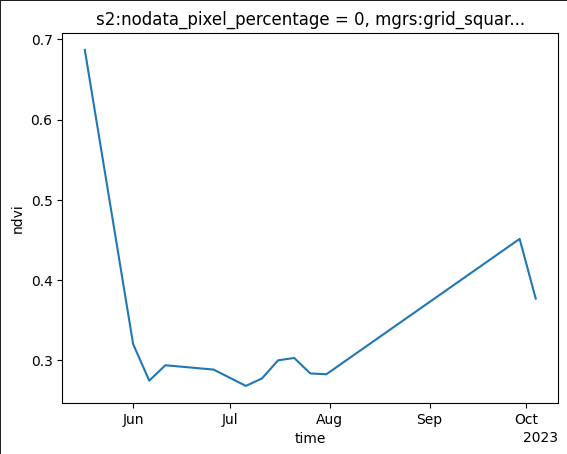 s2:nodata_pixel_percentage = 0, mgrs:grid_squar...
0.7
0.6
0.5
0.4
0.3
ndvi
Jun Jul Aug Sep Oct
time
2023